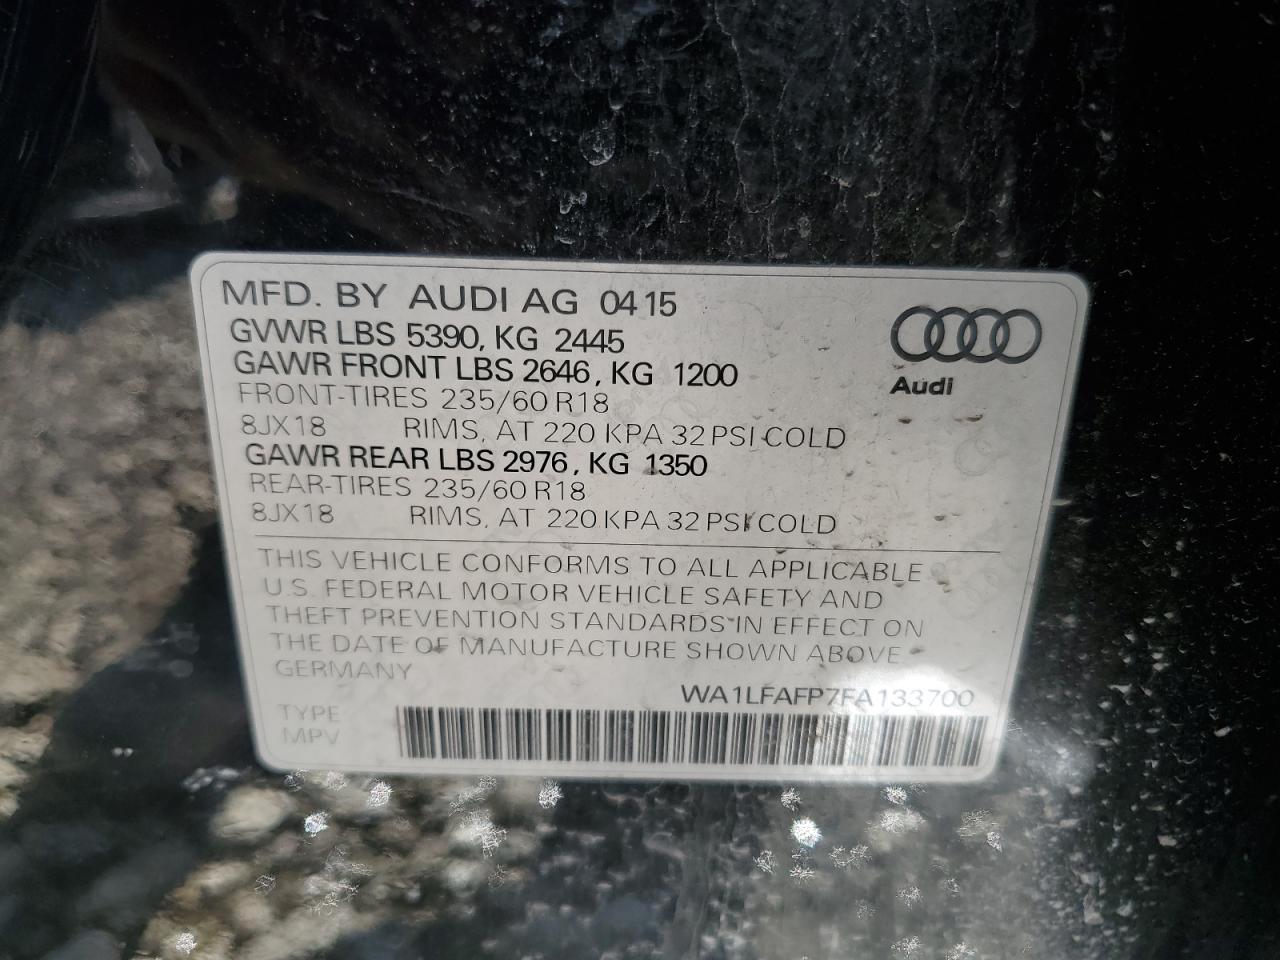 MFD. BY AUDI AG 04 15
GVWR LBS 5390, KG 2445
GAWR FRONT LBS 2646, KG 1200
FRONT-TIRES 235/60 R18
8JX18 RIMS, AT 220 KPA 32 PSI COLD
GAWR REAR LBS 2976, KG 1350
REAR-TIRES 235/60 R18
8JX18 RIMS, AT 220 KPA 32 PSI COLD
Audi
THIS VEHICLE CONFORMS TO ALL APPLICABLE
U.S. FEDERAL MOTOR VEHICLE SAFETY AND
THEFT PREVENTION STANDARDS IN EFFECT ON
THE DATE OF MANUFACTURE SHOWN ABOVE
GERMANY
WA1LFAFP7FA133700
TYPE
MPV